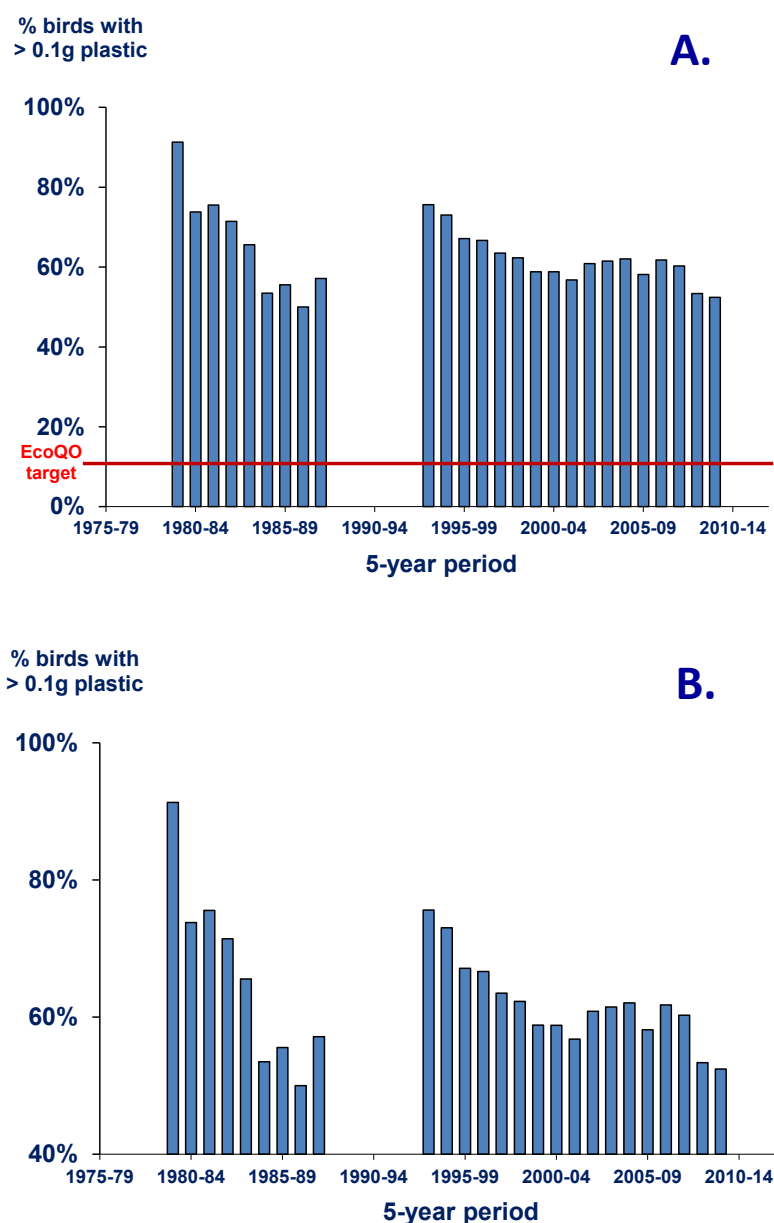 % birds with
> 0.1g plastic
A.
100%
80%
60%
40%
20%
EcoQO
target
0%
1975-79 1980-84 1985-89 1990-94 1995-99 2000-04 2005-09 2010-14
5-year period
% birds with
> 0.1g plastic
B.
100%
80%
60%
40%
1975-79 1980-84 1985-89 1990-94 1995-99 2000-04 2005-09 2010-14
5-year period